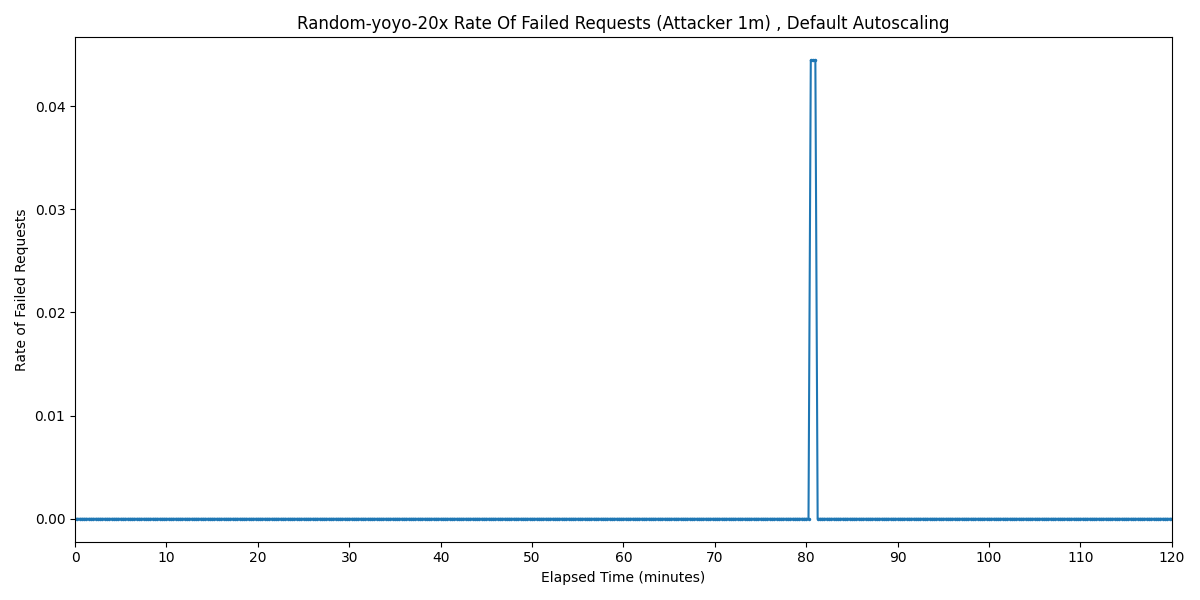 Random-yoyo-20x Rate Of Failed Requests (Attacker 1m) , Default Autoscaling
Rate of Failed Requests
0.04
0.03
0.02
0.01
0.00
0 10 20 30 40 50 60 70 80 90 100 110 120
Elapsed Time (minutes)